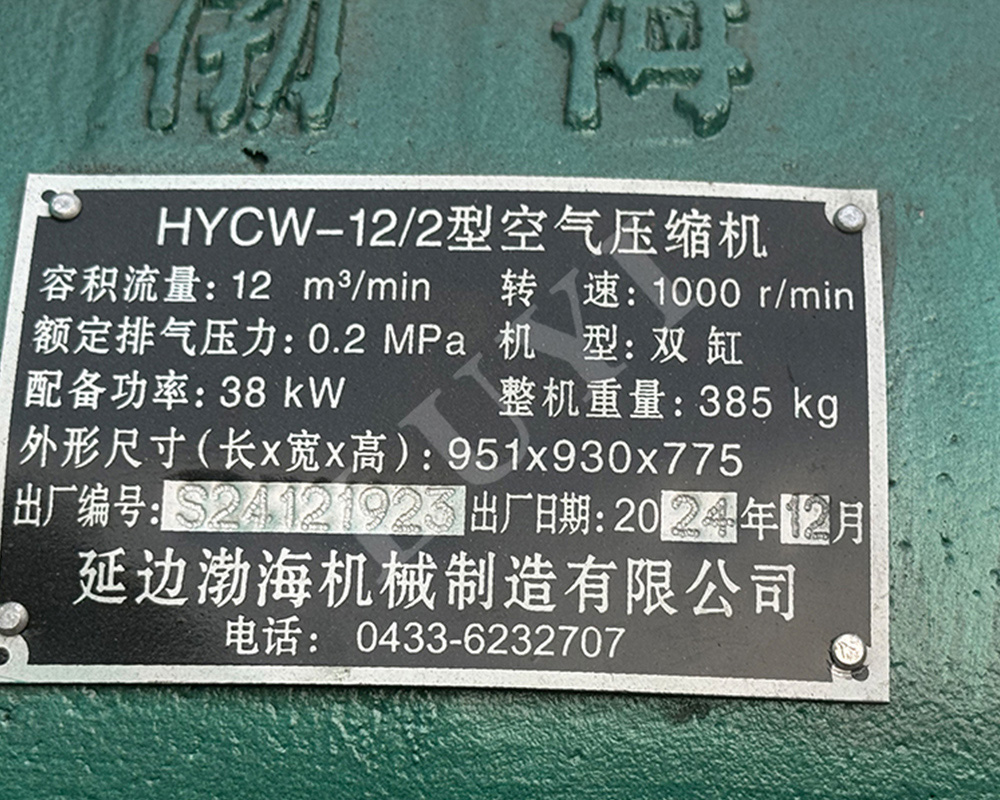 渤海
HYCW-12/2型空气压缩机
容积流量: 12 m³/min 转 速: 1000 r/min
额定排气压力: 0.2 MPa 机 型: 双缸
配备功率: 38 kW 整机重量: 385 kg
外形尺寸(长x宽x高): 951x930x775
出厂编号: S24121923 出厂日期: 2024年12月
延边渤海机械制造有限公司
电话: 0433-6232707